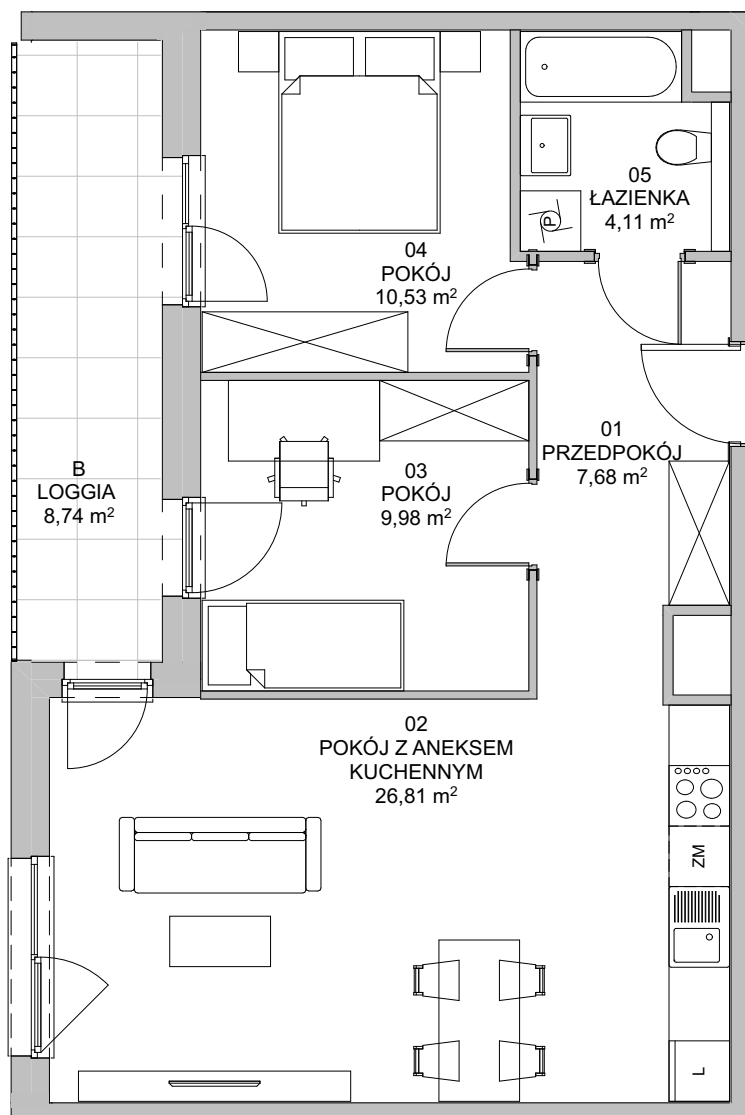 05
ŁAZIENKA
4,11 m²
P
04
POKÓJ
10,53 m²
01
PRZEDPOKÓJ
7,68 m²
03
POKÓJ
9,98 m²
B
LOGGIA
8,74 m²
02
POKÓJ Z ANEKSEM
KUCHENNYM
26,81 m²
ZM
L